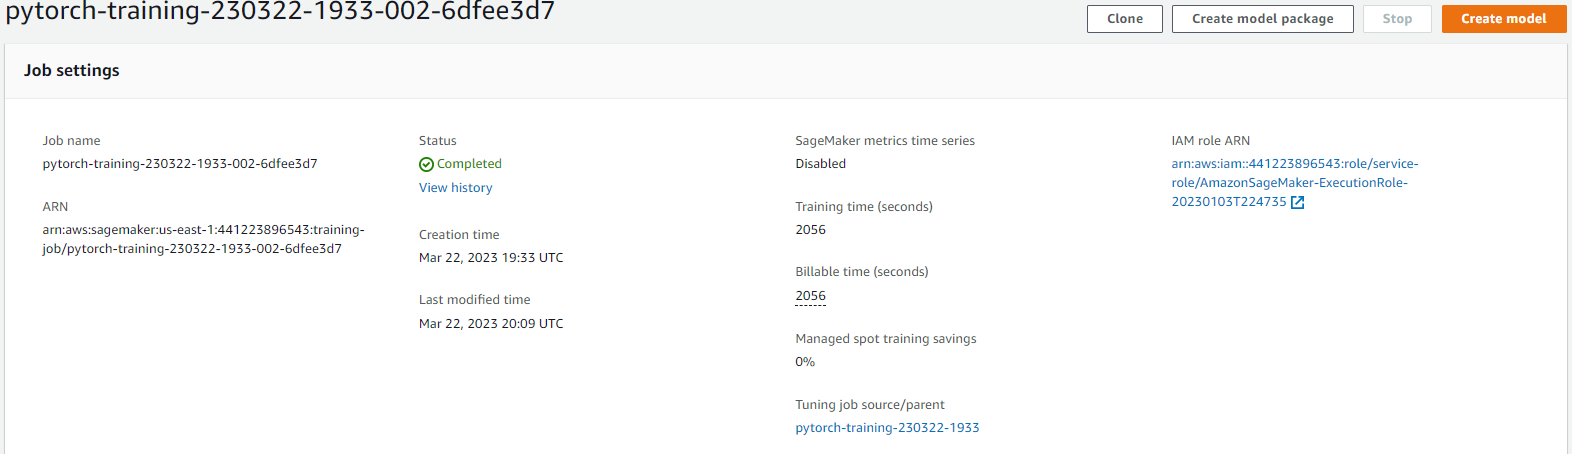 pytorch-training-230322-1933-002-6dfee3d7
Clone
Create model package
Stop
Create model
Job settings
Job name
pytorch-training-230322-1933-002-6dfee3d7
ARN
arn:aws:sagemaker:us-east-1:441223896543:training-
job/pytorch-training-230322-1933-002-6dfee3d7
Status
Completed
View history
Creation time
Mar 22, 2023 19:33 UTC
Last modified time
Mar 22, 2023 20:09 UTC
SageMaker metrics time series
Disabled
Training time (seconds)
2056
Billable time (seconds)
2056
Managed spot training savings
0%
Tuning job source/parent
pytorch-training-230322-1933
IAM role ARN
arn:aws:iam::441223896543:role/service-
role/AmazonSageMaker-ExecutionRole-
20230103T224735